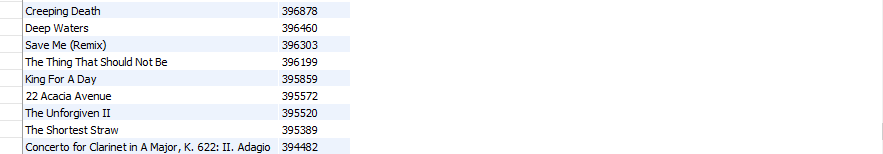 Creeping Death 396878
Deep Waters 396460
Save Me (Remix) 396303
The Thing That Should Not Be 396199
King For A Day 395859
22 Acacia Avenue 395572
The Unforgiven II 395520
The Shortest Straw 395389
Concerto for Clarinet in A Major, K. 622: II. Adagio 394482